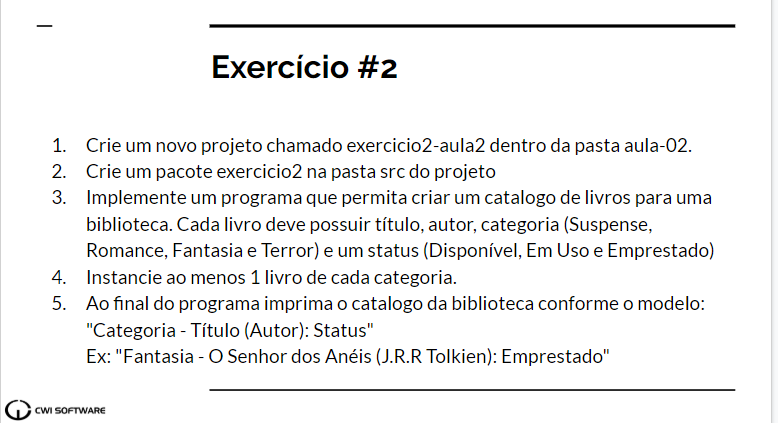 Exercício #2
1. Crie um novo projeto chamado exercicio2-aula2 dentro da pasta aula-02.
2. Crie um pacote exercicio2 na pasta src do projeto
3. Implemente um programa que permita criar um catalogo de livros para uma
biblioteca. Cada livro deve possuir título, autor, categoria (Suspense,
Romance, Fantasia e Terror) e um status (Disponível, Em Uso e Emprestado)
4. Instancie ao menos 1 livro de cada categoria.
5. Ao final do programa imprima o catalogo da biblioteca conforme o modelo:
"Categoria - Título (Autor): Status"
Ex: "Fantasia - O Senhor dos Anéis (J.R.R Tolkien): Emprestado"
CWI SOFTWARE